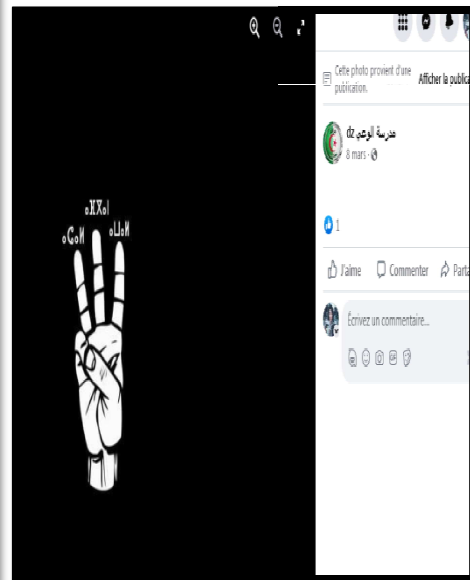 Cette photo provient d'une
publication.
Afficher la publica
مدرسة الوعي dz
8 mars ·
1
J'aime Commenter Parta
Écrivez un commentaire...